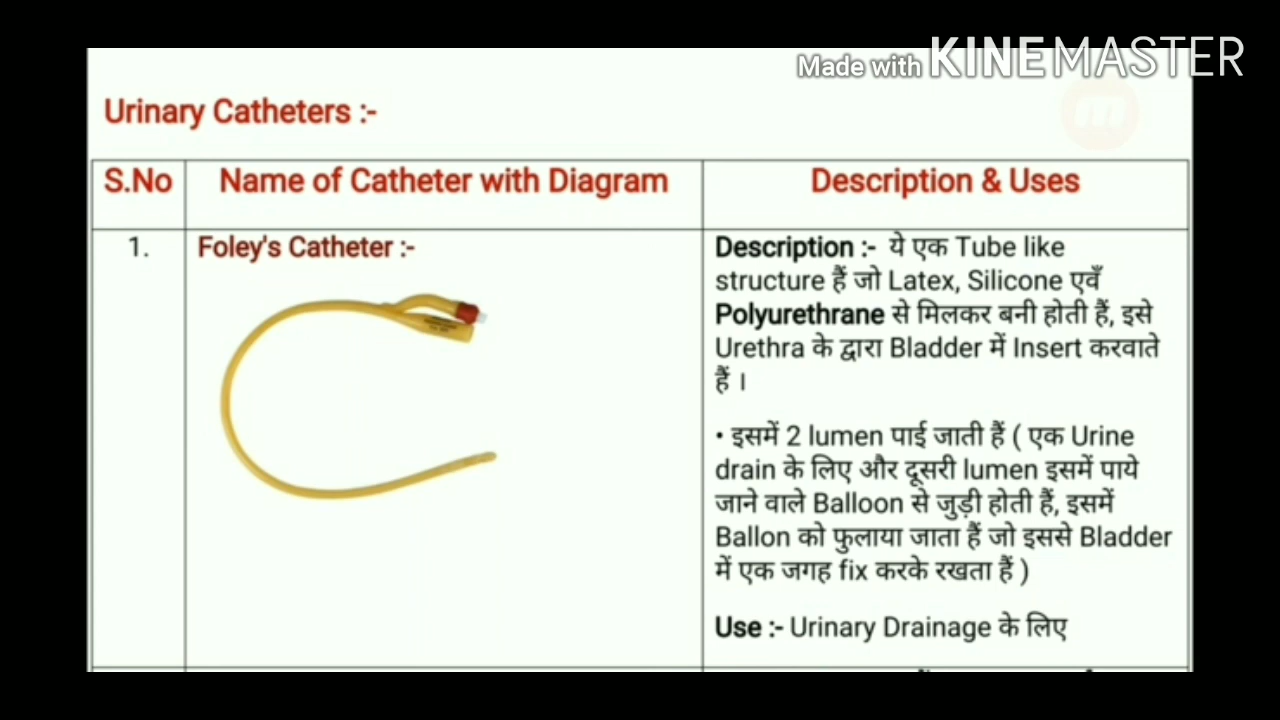 Made with KINEMASTER
Urinary Catheters :-
S.No
Name of Catheter with Diagram
Description & Uses
1.
Foley's Catheter :-
Description :- ये एक Tube like
structure हैं जो Latex, Silicone एवँ
Polyurethrane से मिलकर बनी होती हैं, इसे
Urethra के द्वारा Bladder में Insert करवाते
हैं ।
• इसमें 2 lumen पाई जाती हैं ( एक Urine
drain के लिए और दूसरी lumen इसमें पाये
जाने वाले Balloon से जुड़ी होती हैं, इसमें
Ballon को फुलाया जाता हैं जो इससे Bladder
में एक जगह fix करके रखता हैं )
Use :- Urinary Drainage के लिए